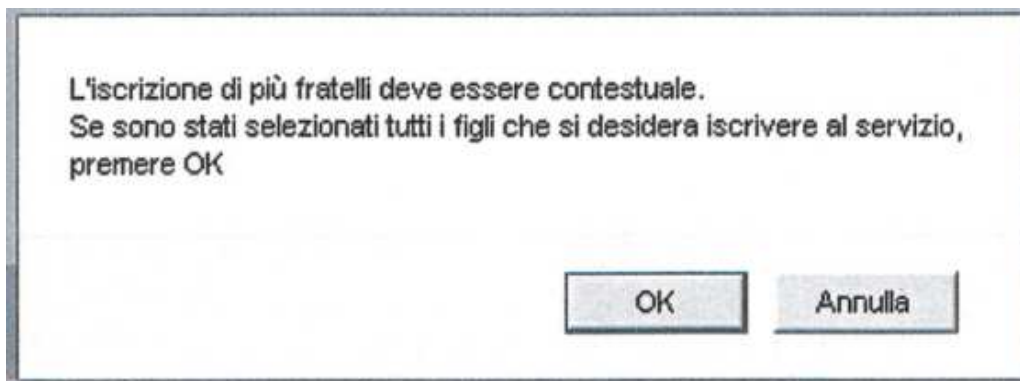 L'iscrizione di più fratelli deve essere contestuale.
Se sono stati selezionati tutti i figli che si desidera iscrivere al servizio,
premere OK
OK Annulla